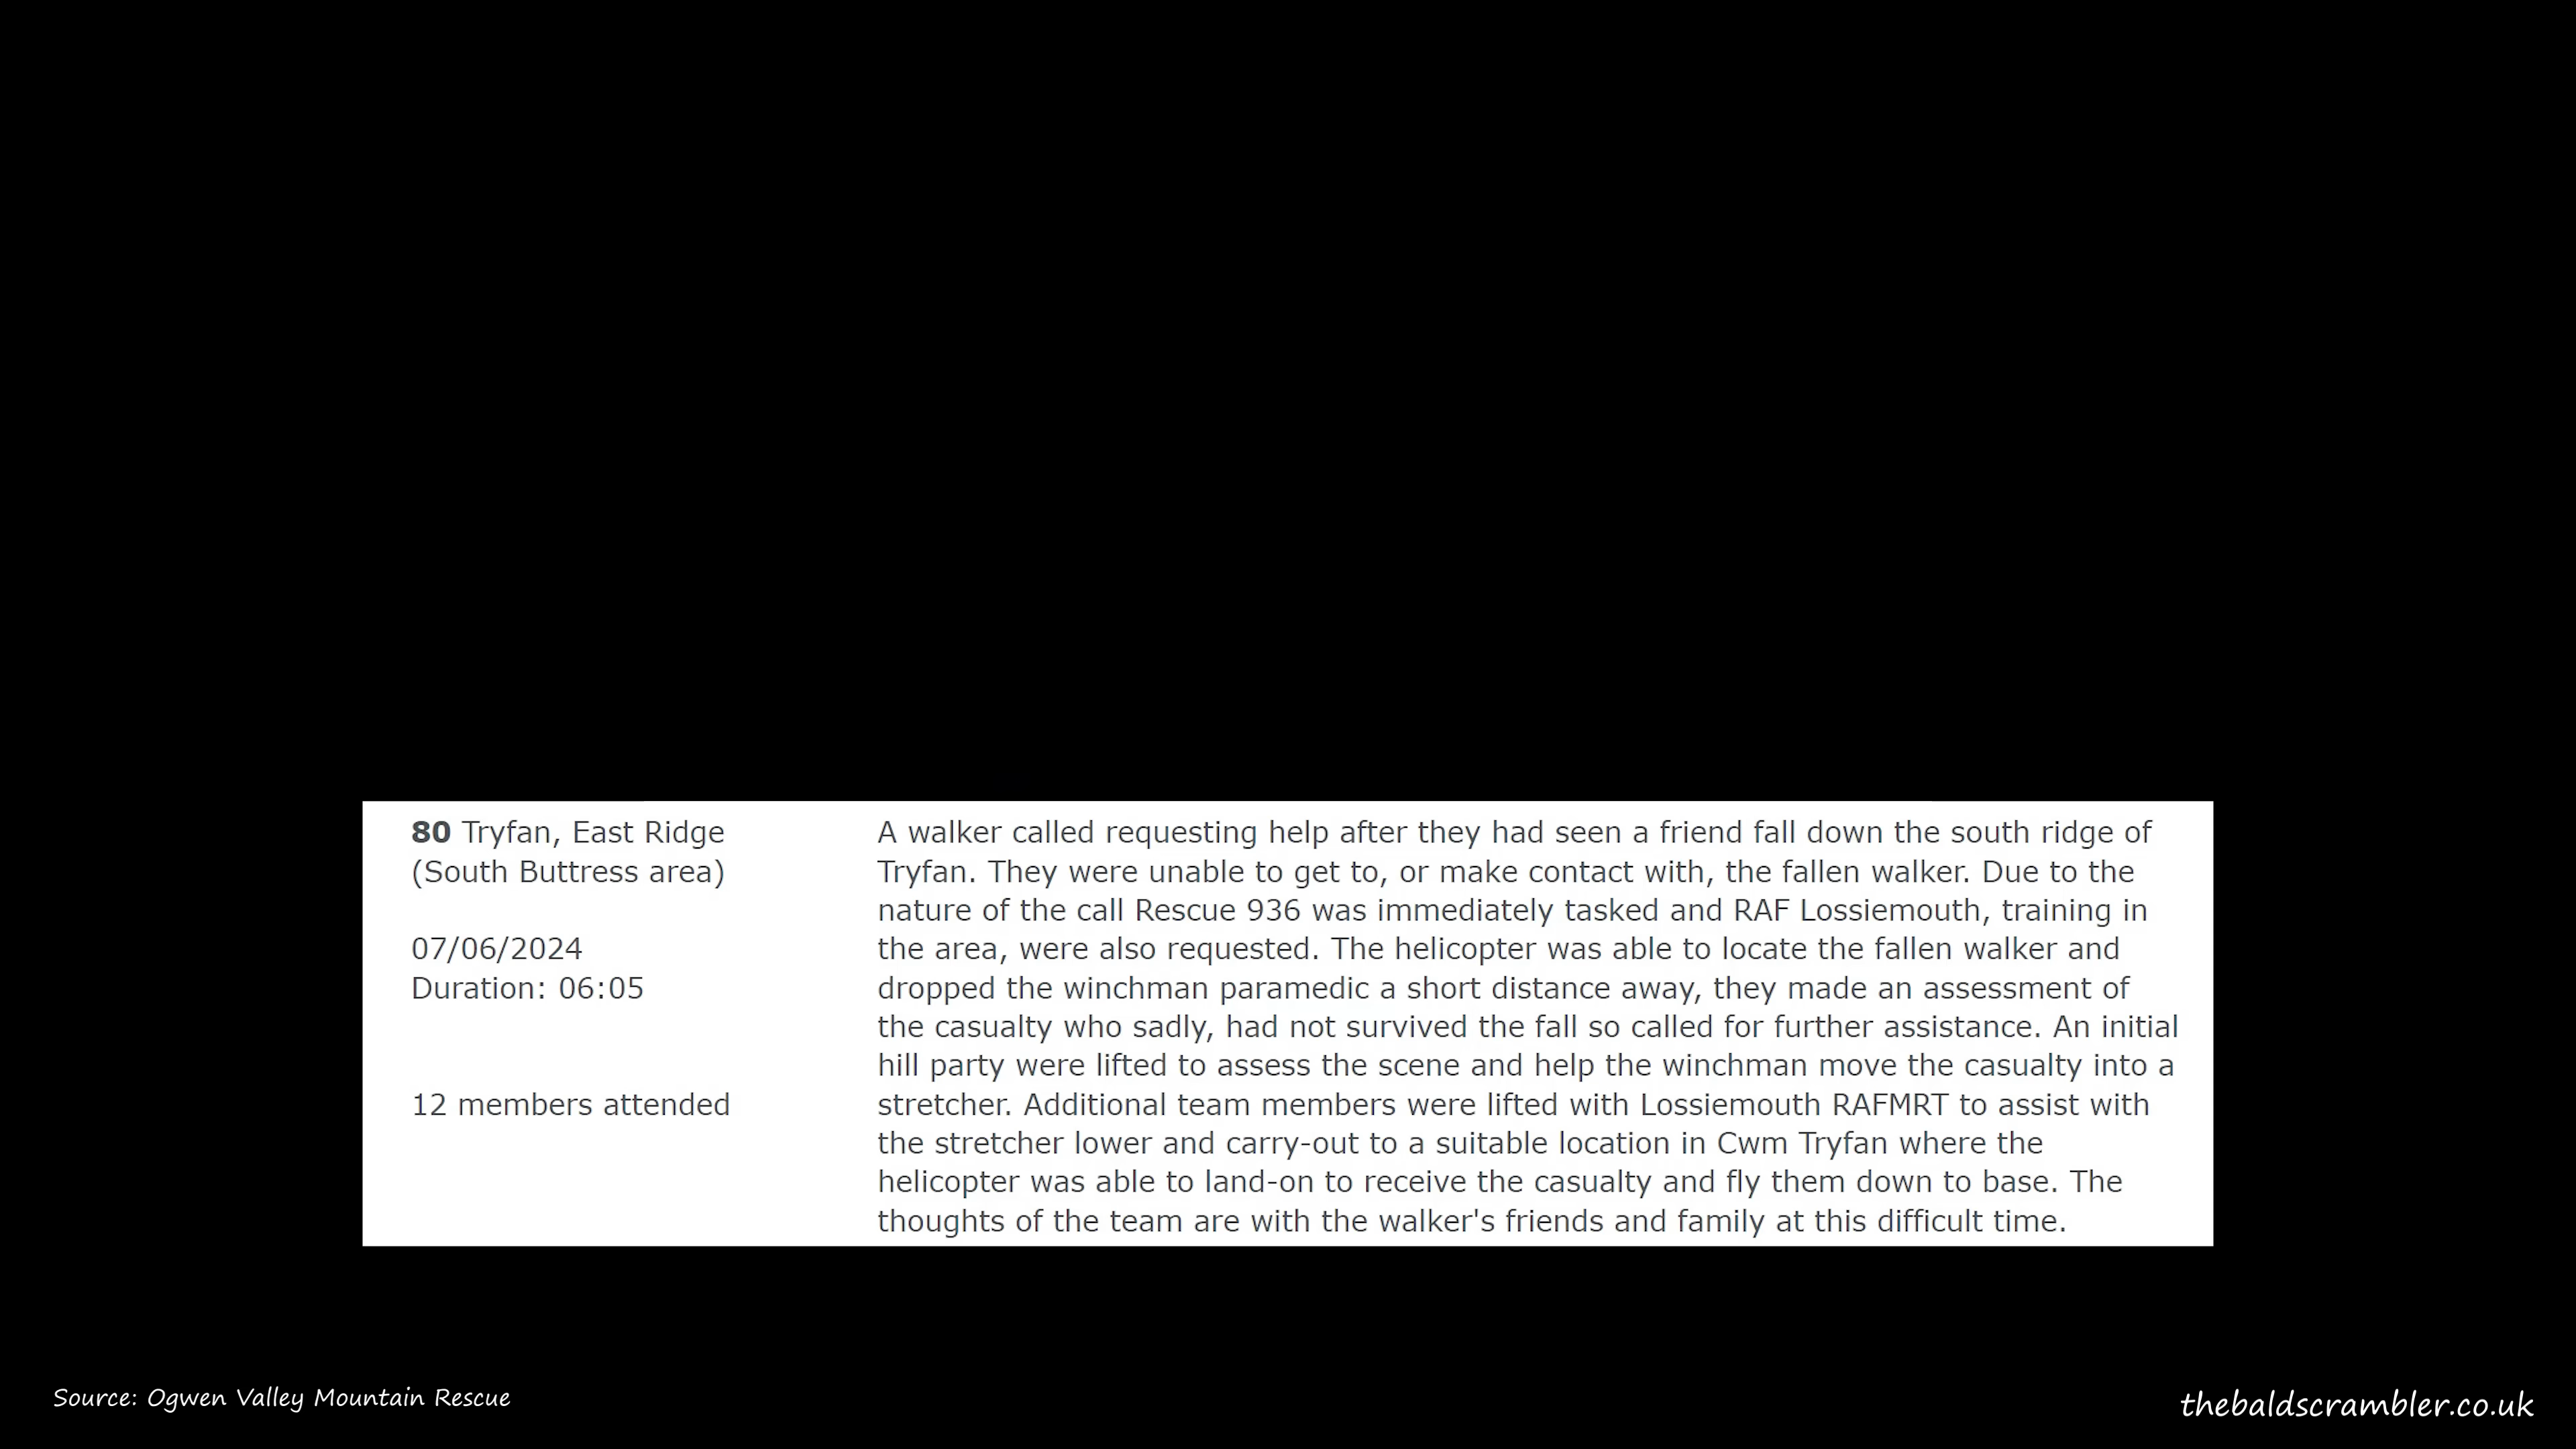 80 Tryfan, East Ridge
(South Buttress area)
07/06/2024
Duration: 06:05
12 members attended
A walker called requesting help after they had seen a friend fall down the south ridge of
Tryfan. They were unable to get to, or make contact with, the fallen walker. Due to the
nature of the call Rescue 936 was immediately tasked and RAF Lossiemouth, training in
the area, were also requested. The helicopter was able to locate the fallen walker and
dropped the winchman paramedic a short distance away, they made an assessment of
the casualty who sadly, had not survived the fall so called for further assistance. An initial
hill party were lifted to assess the scene and help the winchman move the casualty into a
stretcher. Additional team members were lifted with Lossiemouth RAFMRT to assist with
the stretcher lower and carry-out to a suitable location in Cwm Tryfan where the
helicopter was able to land-on to receive the casualty and fly them down to base. The
thoughts of the team are with the walker's friends and family at this difficult time.
Source: Ogwen Valley Mountain Rescue
thebaldscrambler.co.uk